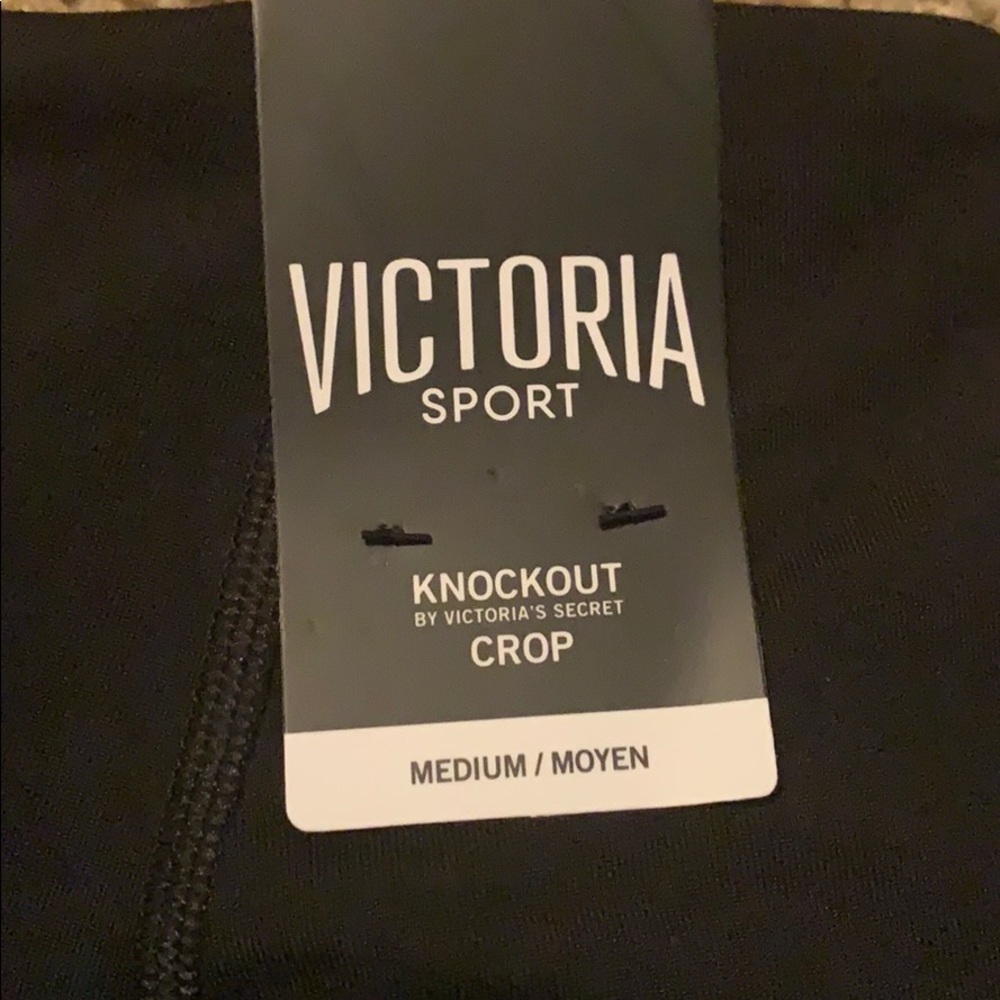 VICTORIA
SPORT
KNOCKOUT
BY VICTORIA'S SECRET
CROP
MEDIUM / MOYEN